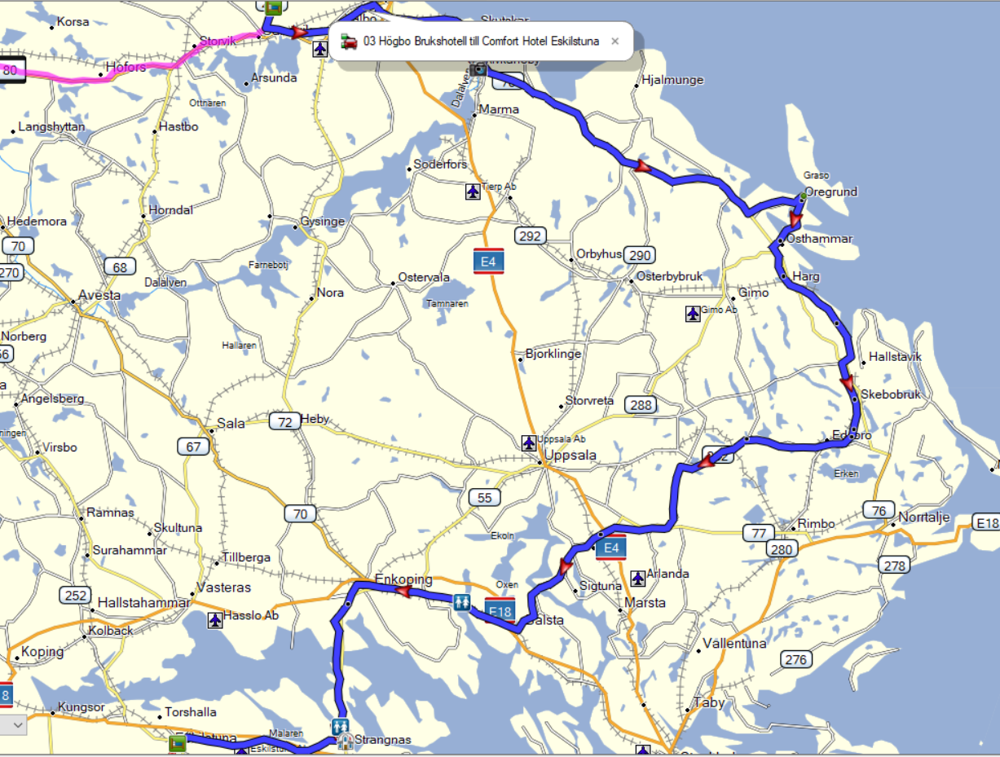 Korsa
Skutskar
Storvik
03 Högbo Brukshotell till Comfort Hotel Eskilstuna
80
Hofors
Arsunda
Hjalmunge
Ottnaren
Dalalven
Marma
Langshyttan
Hastbo
Soderfors
Graso
Tierp Ab
Oregrund
Horndal
Hedemora
Gysinge
292
Osthammar
70
Orbyhus
290
E4
68
Farnebofj
270
Dalalven
Ostervala
Osterbybruk
Harg
Avesta
Nora
Gimo
Tamnaren
Gimo Ab
Norberg
Hallaren
Bjorklinge
Hallstavik
Angelsberg
Storvreta
288
Skebobruk
Sala
72
Heby
Virsbo
67
Uppsala Ab
Edsbro
Uppsala
Erken
55
Ramnas
70
76
Norrtalje
Skultuna
Rimbo
E18
Ekoln
77
Surahammar
E4
280
Tillberga
278
Enkoping
Oxen
Arlanda
Vasteras
Sigtuna
252
Hallstahammar
E18
Marsta
Hasslo Ab
Balsta
Kolback
Vallentuna
Koping
276
8
Taby
Kungsor
Torshalla
Malaren
Eskilstuna
Strangnas